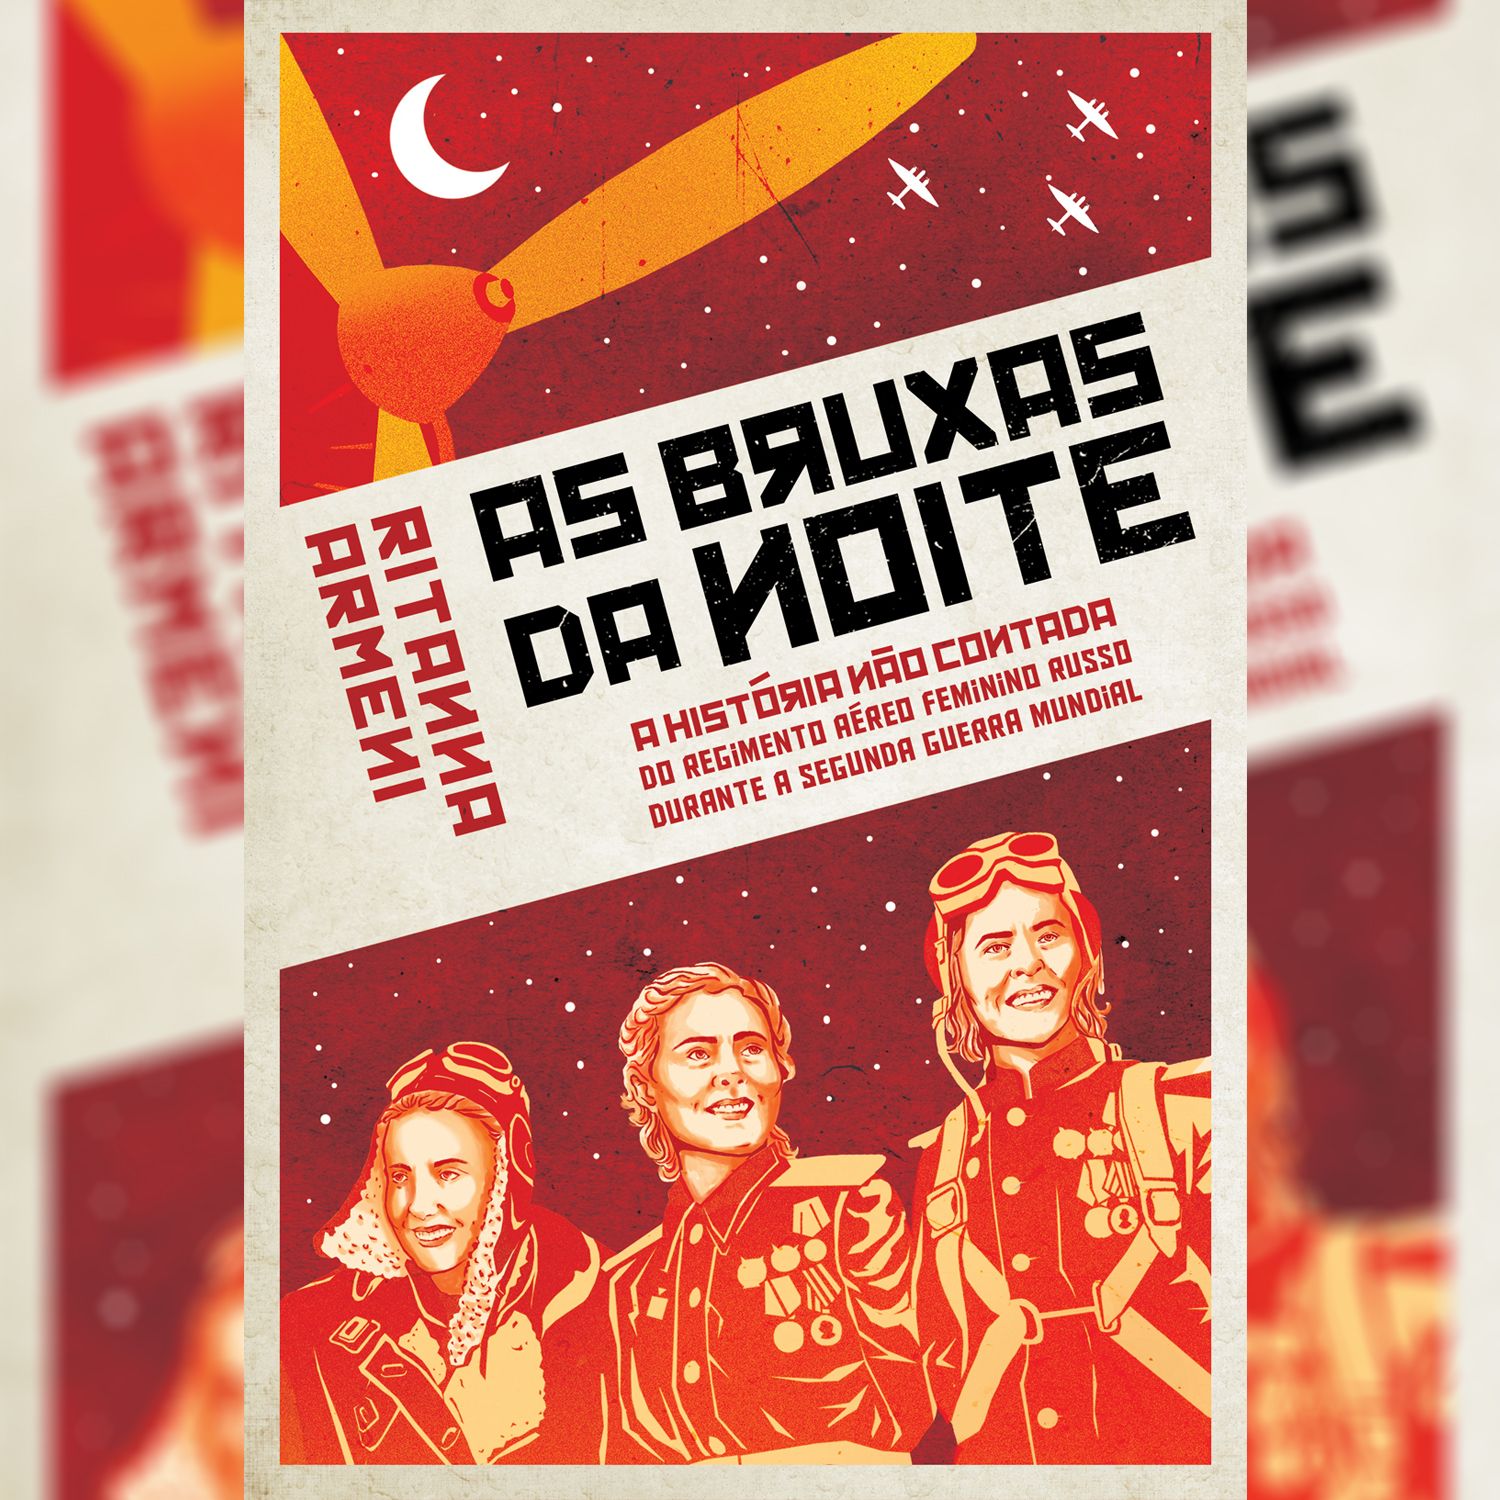 RITANNA
ARMENI
AS BRUXAS
DA NOITE
A HISTÓRIA NÃO CONTADA
DO REGIMENTO AÉREO FEMININO RUSSO
DURANTE A SEGUNDA GUERRA MUNDIAL